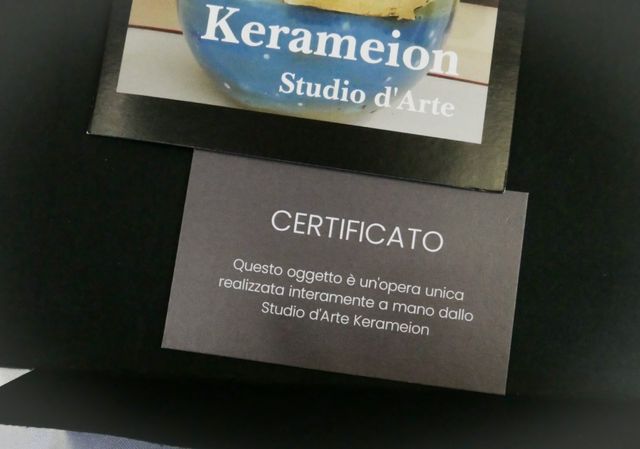 Kerameion
Studio d'Arte
CERTIFICATO
Questo oggetto è un'opera unica
realizzata interamente a mano dallo
Studio d'Arte Kerameion